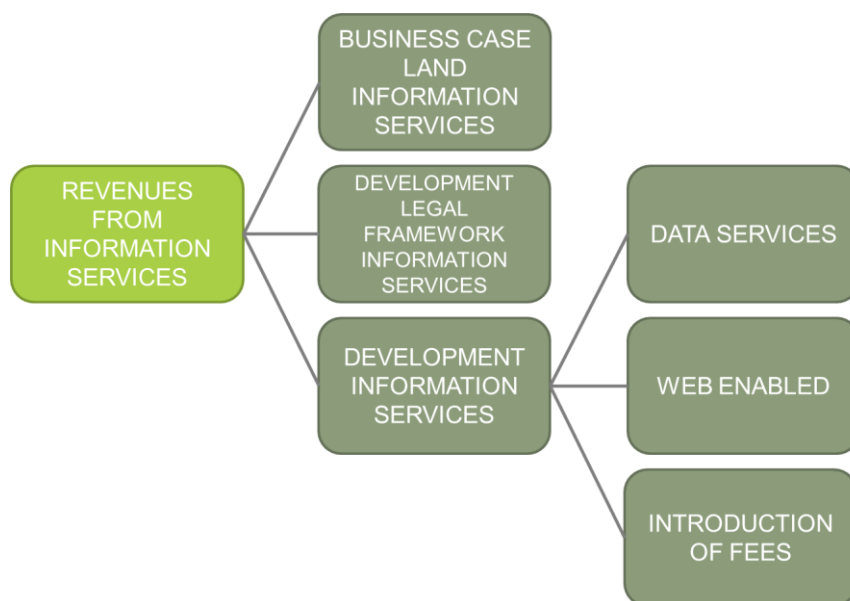 REVENUES
FROM
INFORMATION
SERVICES
BUSINESS CASE
LAND
INFORMATION
SERVICES
DEVELOPMENT
LEGAL
FRAMEWORK
INFORMATION
SERVICES
DEVELOPMENT
INFORMATION
SERVICES
DATA SERVICES
WEB ENABLED
INTRODUCTION
OF FEES